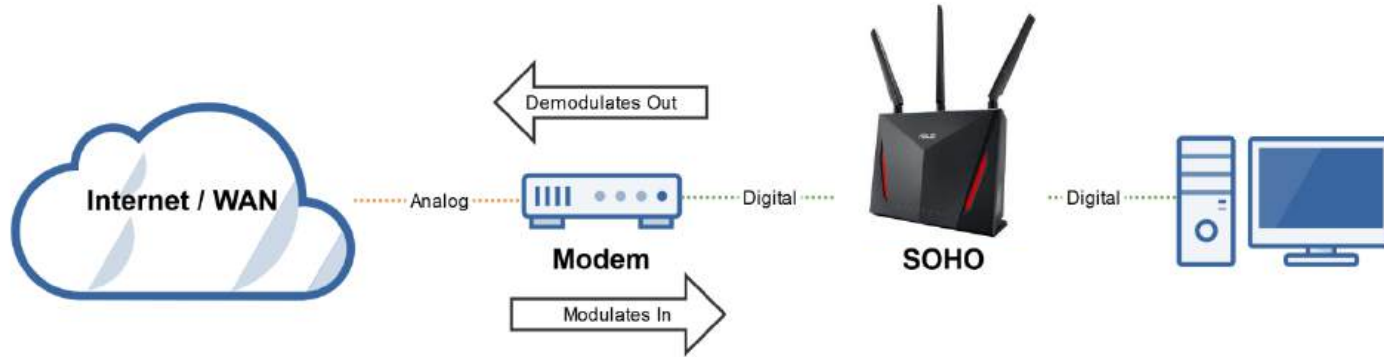 Demodulates Out
Internet / WAN
Analog
Digital
Digital
Modem
SOHO
Modulates In